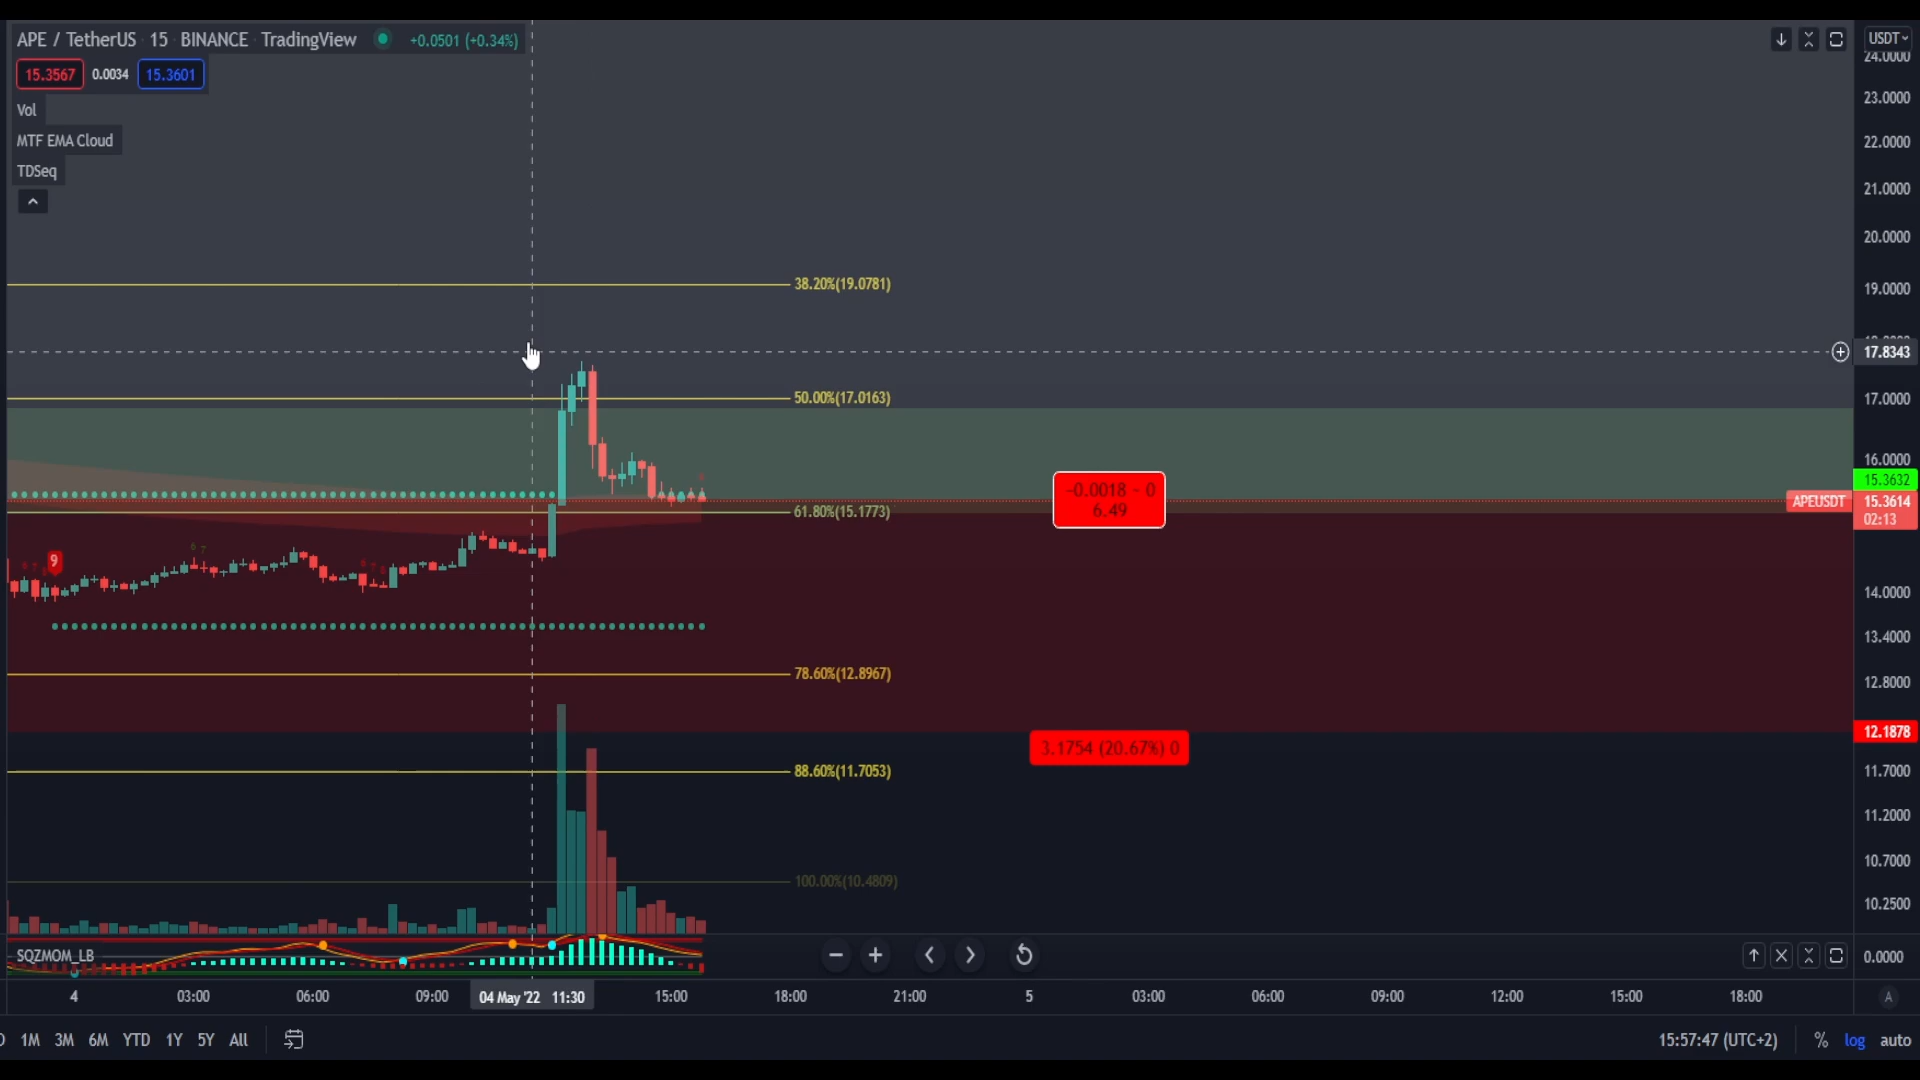 APE / TetherUS · 15 · BINANCE · TradingView +0.0501 (+0.34%)
USDT
15.3567 0.0034 15.3601
Vol
MTF EMA Cloud
TDSeq
24.0000
23.0000
22.0000
21.0000
20.0000
38.20%(19.0781)
19.0000
17.8343
50.00%(17.0163)
17.0000
16.0000
15.3632
−0.0018 ~ 0
6.49
APEUSDT 15.3614
02:13
61.80%(15.1773)
9
14.0000
13.4000
78.60%(12.8967)
12.8000
12.1878
3.1754 (20.67%) 0
88.60%(11.7053)
11.7000
11.2000
100.00%(10.4809)
10.7000
10.2500
SQZMOM_LB
0.0000
4 03:00 06:00 09:00 04 May '22 11:30 15:00 18:00 21:00 5 03:00 06:00 09:00 12:00 15:00 18:00 A
1M 3M 6M YTD 1Y 5Y All 15:57:47 (UTC+2) % log auto